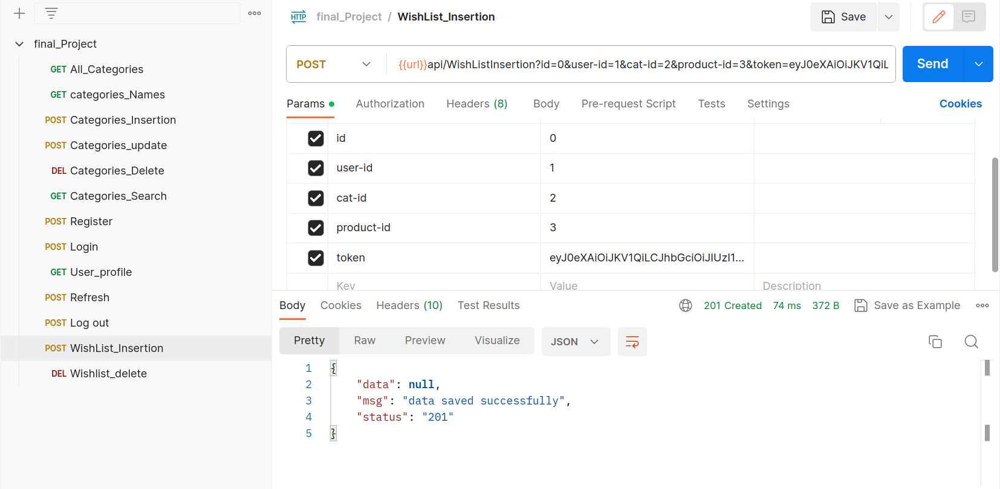 final_Project
GET All_Categories
GET categories_Names
POST Categories_Insertion
POST Categories_update
DEL Categories_Delete
GET Categories_Search
POST Register
POST Login
GET User_profile
POST Refresh
POST Log out
POST WishList_Insertion
DEL Wishlist_delete
HTTP final_Project / WishList_Insertion
Save
POST {{url}}api/WishListInsertion?id=0&user-id=1&cat-id=2&product-id=3&token=eyJ0eXAiOiJKV1QiL
Send
Params Authorization Headers (8) Body Pre-request Script Tests Settings Cookies
id 0
user-id 1
cat-id 2
product-id 3
token eyJ0eXAiOiJKV1QiLCJhbGciOiJIUzI1...
Key Value Description
Body Cookies Headers (10) Test Results 201 Created 74 ms 372 B Save as Example
Pretty Raw Preview Visualize JSON
1 {
2 "data": null,
3 "msg": "data saved successfully",
4 "status": "201"
5 }